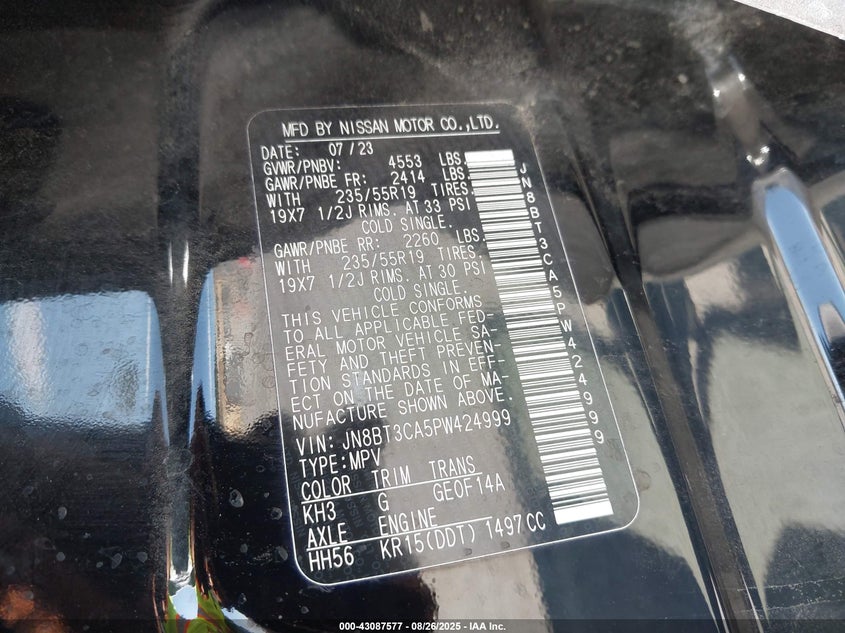 MFD BY NISSAN MOTOR CO.,LTD.
DATE: 07/23
GVWR/PNBV: 4553 LBS.
GAWR/PNBE FR: 2414 LBS.
WITH 235/55R19 TIRES.
19X7 1/2J RIMS. AT 33 PSI
COLD SINGLE.
GAWR/PNBE RR: 2260 LBS.
WITH 235/55R19 TIRES.
19X7 1/2J RIMS. AT 30 PSI
COLD SINGLE.
THIS VEHICLE CONFORMS
TO ALL APPLICABLE FED-
ERAL MOTOR VEHICLE SA-
FETY AND THEFT PREVEN-
TION STANDARDS IN EFF-
ECT ON THE DATE OF MA-
NUFACTURE SHOWN ABOVE.
VIN: JN8BT3CA5PW424999
TYPE:MPV
COLOR TRIM TRANS
KH3 G GE0F14A
AXLE ENGINE
HH56 KR15(DDT) 1497CC
JN8BT3CA5PW424999
000-43087577 - 08/26/2025 - IAA Inc.